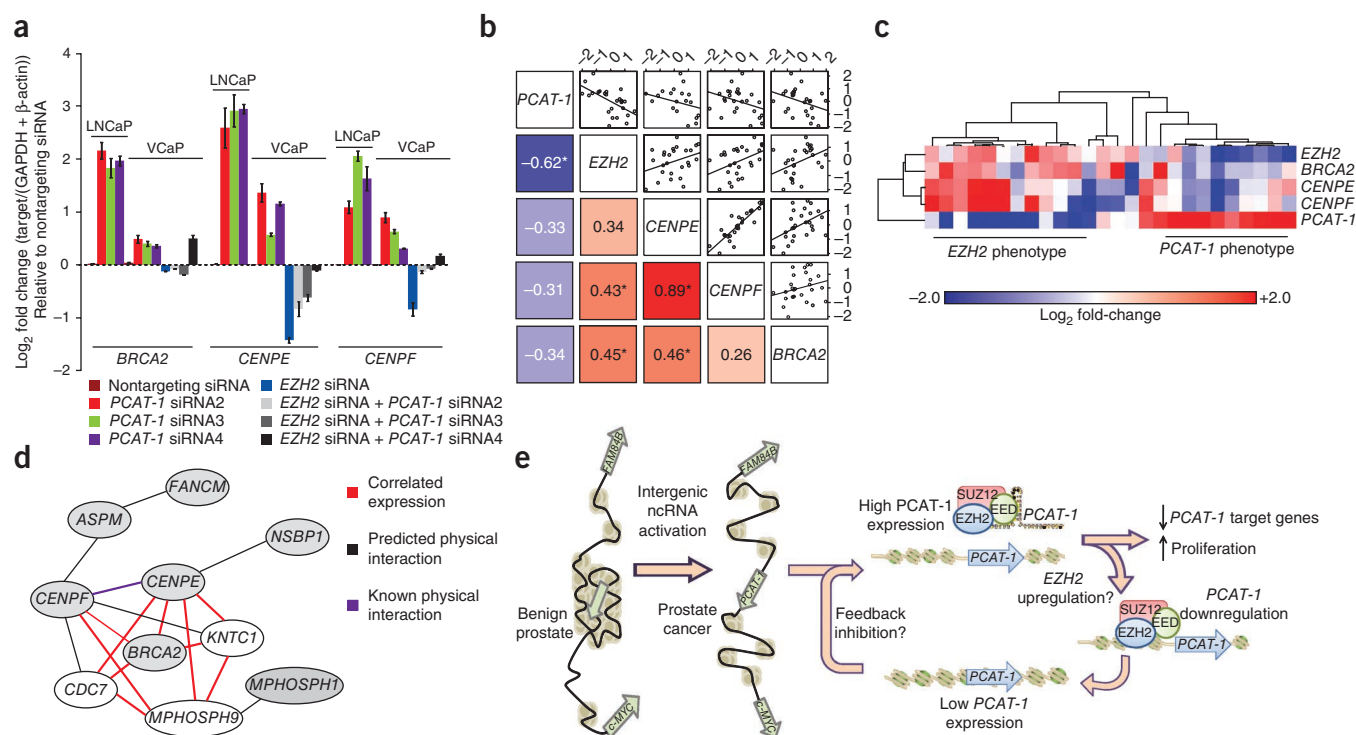 a
Log2 fold change (target/(GAPDH + β-actin))
Relative to nontargeting siRNA
4
3
2
1
0
−1
−2
LNCaP
VCaP
LNCaP
VCaP
LNCaP
VCaP
BRCA2
CENPE
CENPF
Nontargeting siRNA
PCAT-1 siRNA2
PCAT-1 siRNA3
PCAT-1 siRNA4
EZH2 siRNA
EZH2 siRNA + PCAT-1 siRNA2
EZH2 siRNA + PCAT-1 siRNA3
EZH2 siRNA + PCAT-1 siRNA4
b
−2 −1 0 1 −2 −1 0 1 −2 −1 0 1 −2 −1 0 1 2
PCAT-1
2
1
0
−1
−2
−0.62* EZH2
2
1
0
−1
−2
−0.33 0.34 CENPE
2
1
0
−1
−2
−0.31 0.43* 0.89* CENPF
2
1
0
−1
−2
−0.34 0.45* 0.46* 0.26 BRCA2
c
EZH2
BRCA2
CENPE
CENPF
PCAT-1
EZH2 phenotype
PCAT-1 phenotype
−2.0 +2.0
Log2 fold-change
d
FANCM
ASPM
NSBP1
CENPE
CENPF
KNTC1
BRCA2
CDC7
MPHOSPH1
MPHOSPH9
Correlated
expression
Predicted physical
interaction
Known physical
interaction
e
FAM84B
Benign
prostate
c-MYC
Intergenic
ncRNA
activation
FAM84B
PCAT-1
Prostate
cancer
c-MYC
High PCAT-1
expression
SUZ12
EED
EZH2
PCAT-1
PCAT-1
PCAT-1 target genes
Proliferation
EZH2
upregulation?
PCAT-1
downregulation
SUZ12
EED
EZH2
PCAT-1
Feedback
inhibition?
PCAT-1
Low PCAT-1
expression